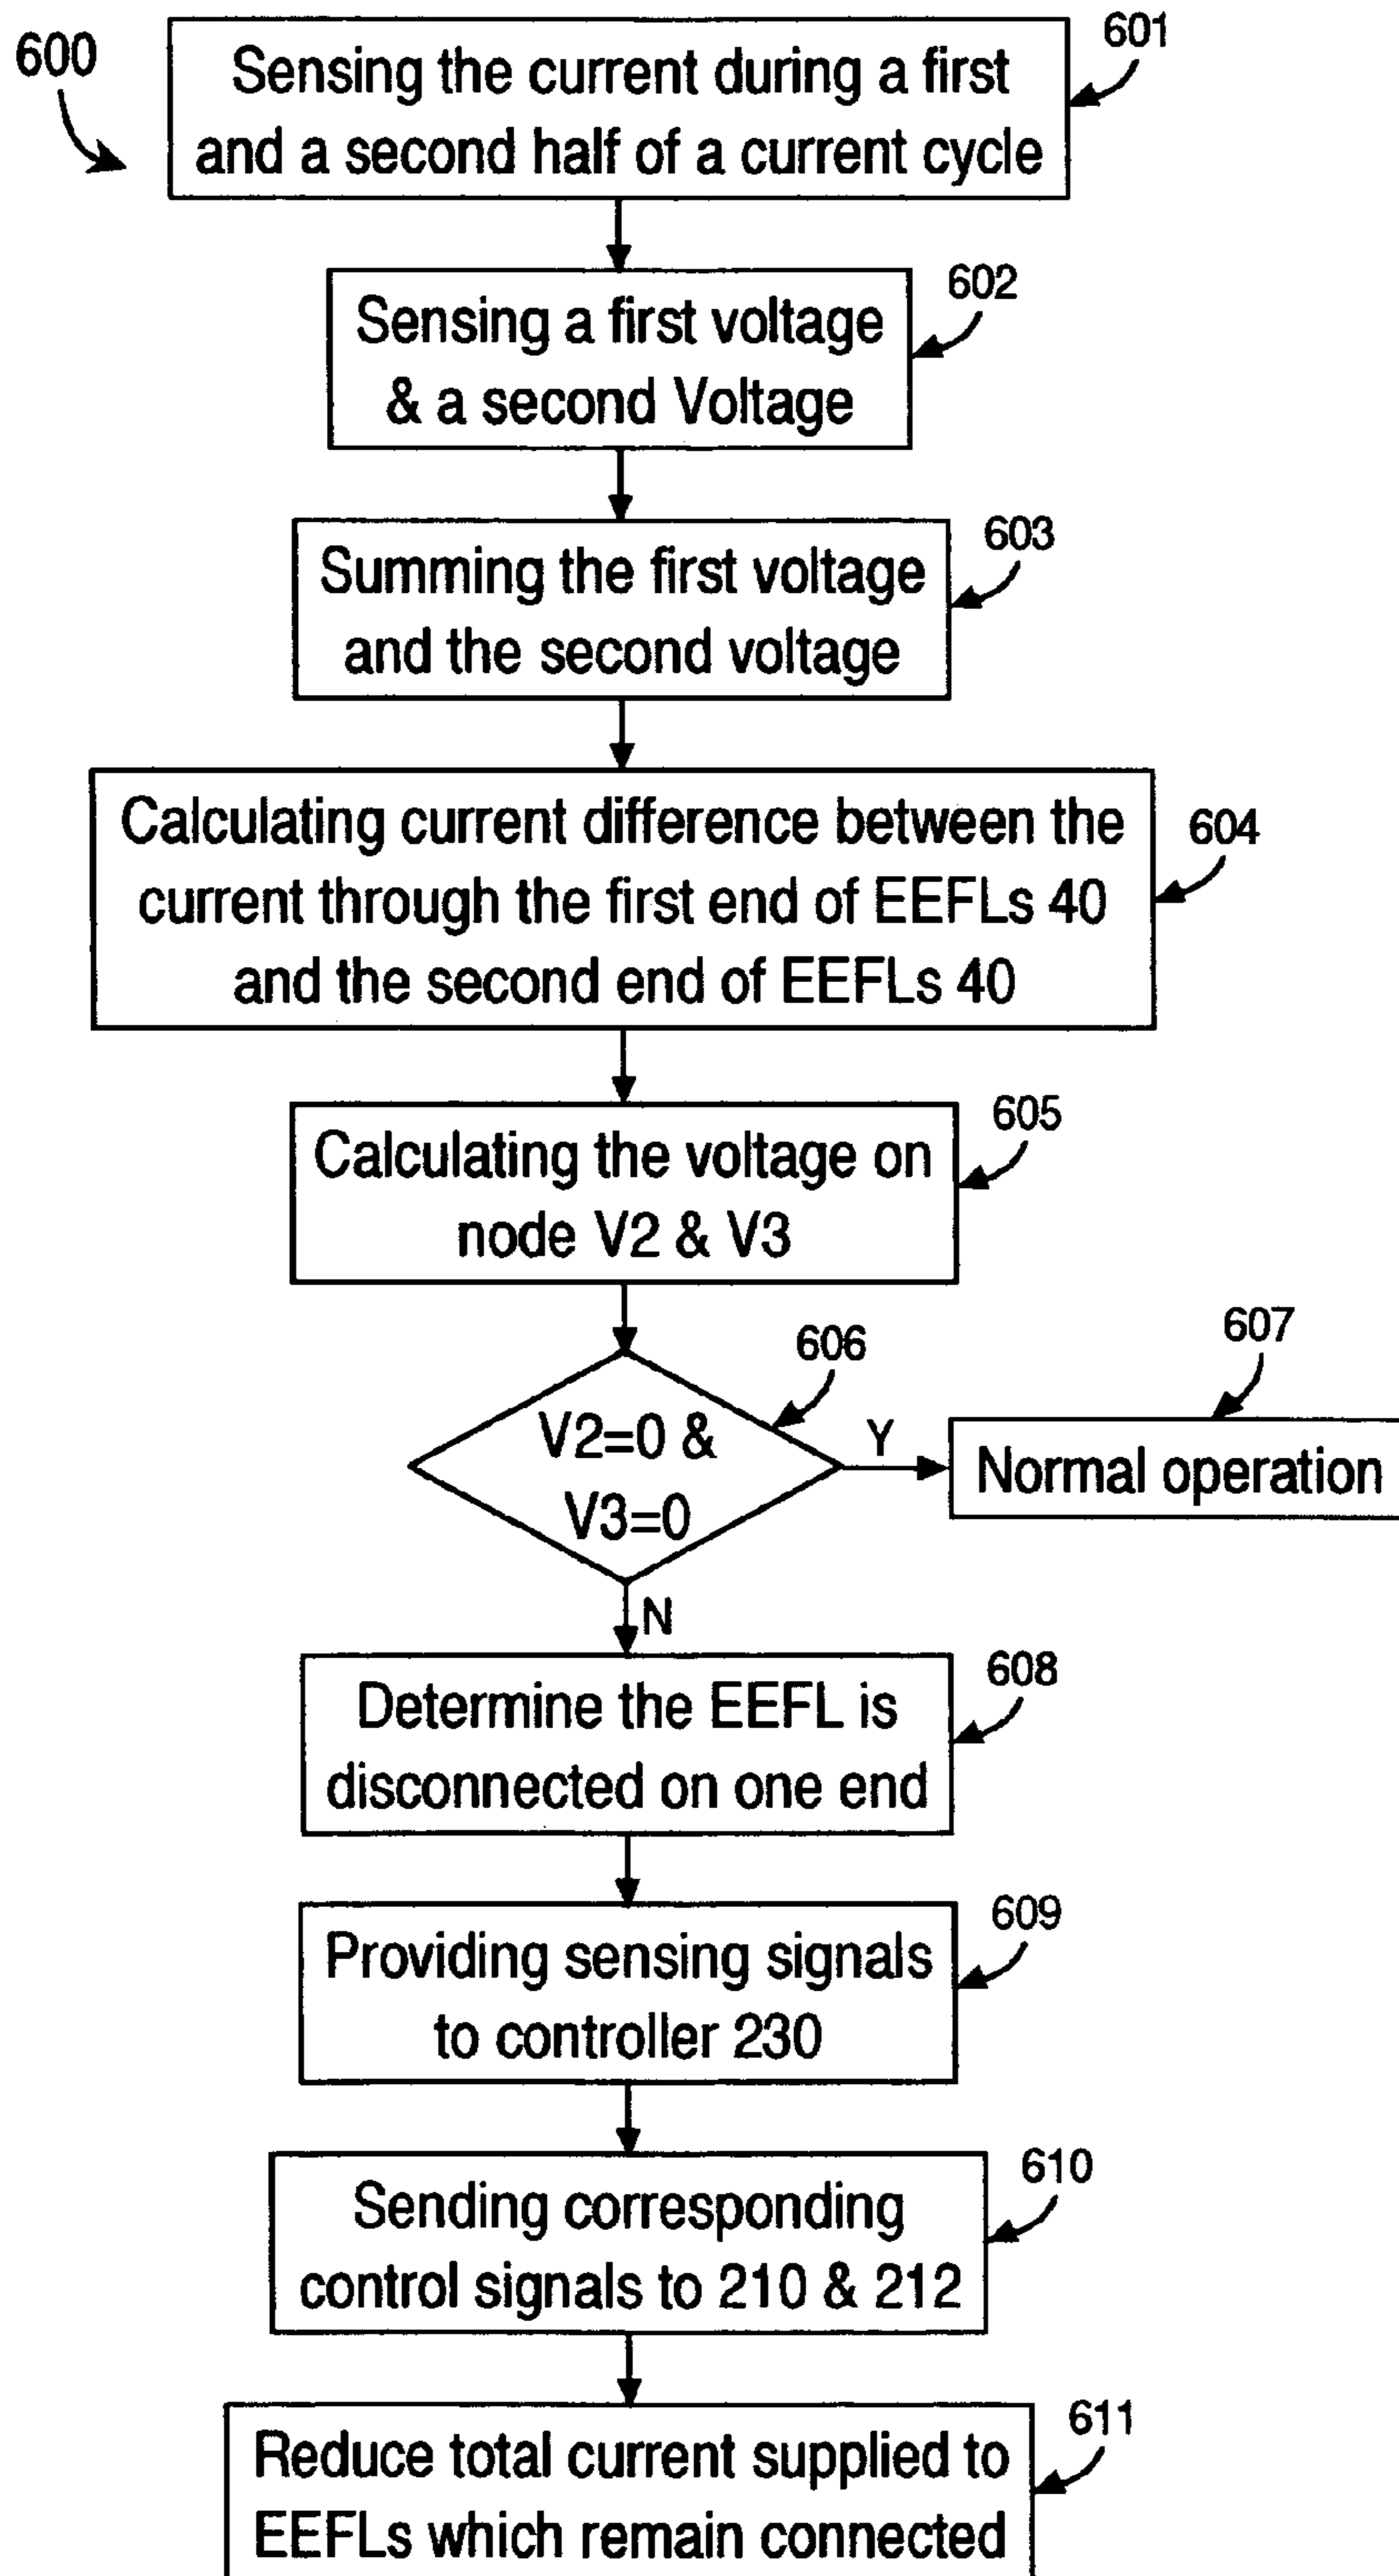 600
601
Sensing the current during a first
and a second half of a current cycle
602
Sensing a first voltage
& a second Voltage
603
Summing the first voltage
and the second voltage
604
Calculating current difference between the
current through the first end of EEFLs 40
and the second end of EEFLs 40
605
Calculating the voltage on
node V2 & V3
606
V2=0 &
V3=0
Y
607
Normal operation
N
608
Determine the EEFL is
disconnected on one end
609
Providing sensing signals
to controller 230
610
Sending corresponding
control signals to 210 & 212
611
Reduce total current supplied to
EEFLs which remain connected